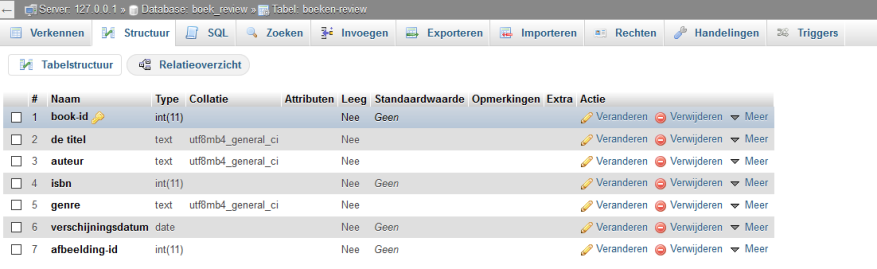 Server: 127.0.0.1 » Database: boek_review » Tabel: boeken-review
Verkennen Structuur SQL Zoeken Invoegen Exporteren Importeren Rechten Handelingen Triggers
Tabelstructuur Relatieoverzicht
# Naam Type Collatie Attributen Leeg Standaardwaarde Opmerkingen Extra Actie
1 book-id int(11) Nee Geen Veranderen Verwijderen Meer
2 de titel text utf8mb4_general_ci Nee Veranderen Verwijderen Meer
3 auteur text utf8mb4_general_ci Nee Veranderen Verwijderen Meer
4 isbn int(11) Nee Geen Veranderen Verwijderen Meer
5 genre text utf8mb4_general_ci Nee Veranderen Verwijderen Meer
6 verschijningsdatum date Nee Geen Veranderen Verwijderen Meer
7 afbeelding-id int(11) Nee Geen Veranderen Verwijderen Meer